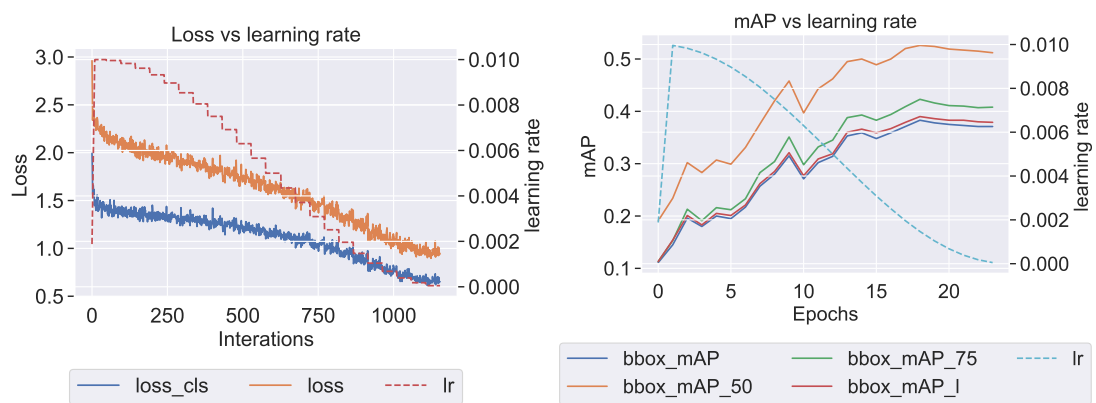 Loss vs learning rate
3.0
2.5
2.0
1.5
1.0
0.5
Loss
0.010
0.008
0.006
0.004
0.002
0.000
learning rate
0 250 500 750 1000
Interations
loss_cls loss lr
mAP vs learning rate
0.5
0.4
0.3
0.2
0.1
mAP
0.010
0.008
0.006
0.004
0.002
0.000
learning rate
0 5 10 15 20
Epochs
bbox_mAP bbox_mAP_75 lr
bbox_mAP_50 bbox_mAP_l